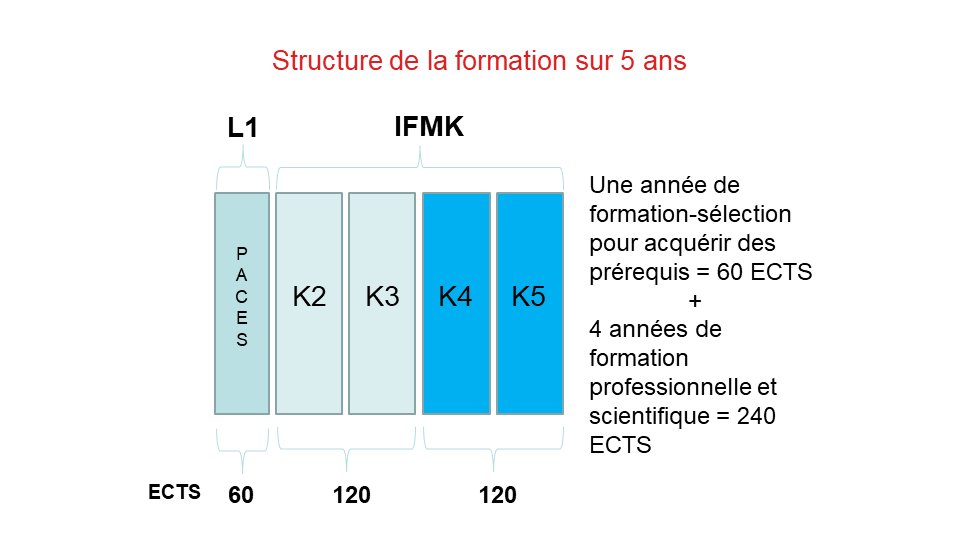 Structure de la formation sur 5 ans
L1
IFMK
P
A
C
E
S
K2
K3
K4
K5
Une année de
formation-sélection
pour acquérir des
prérequis = 60 ECTS
+
4 années de
formation
professionnelle et
scientifique = 240
ECTS
ECTS
60
120
120